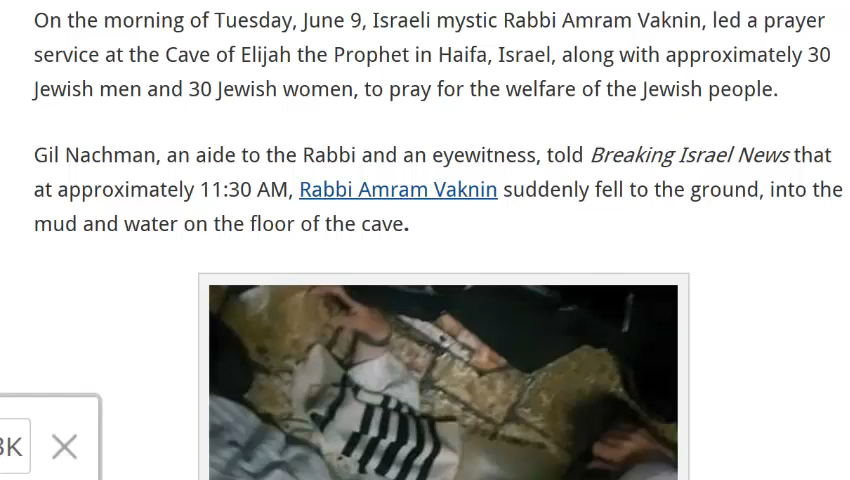 On the morning of Tuesday, June 9, Israeli mystic Rabbi Amram Vaknin, led a prayer
service at the Cave of Elijah the Prophet in Haifa, Israel, along with approximately 30
Jewish men and 30 Jewish women, to pray for the welfare of the Jewish people.
Gil Nachman, an aide to the Rabbi and an eyewitness, told Breaking Israel News that
at approximately 11:30 AM, Rabbi Amram Vaknin suddenly fell to the ground, into the
mud and water on the floor of the cave.